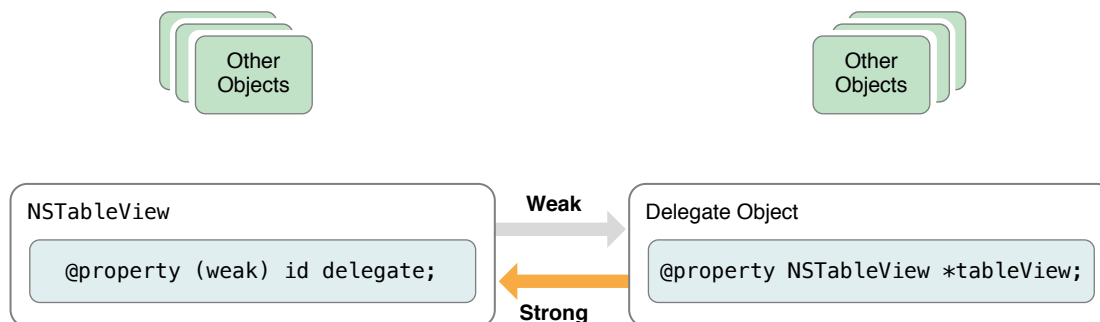 Other
Objects
Other
Objects
NSTableView
@property (weak) id delegate;
Weak
Strong
Delegate Object
@property NSTableView *tableView;